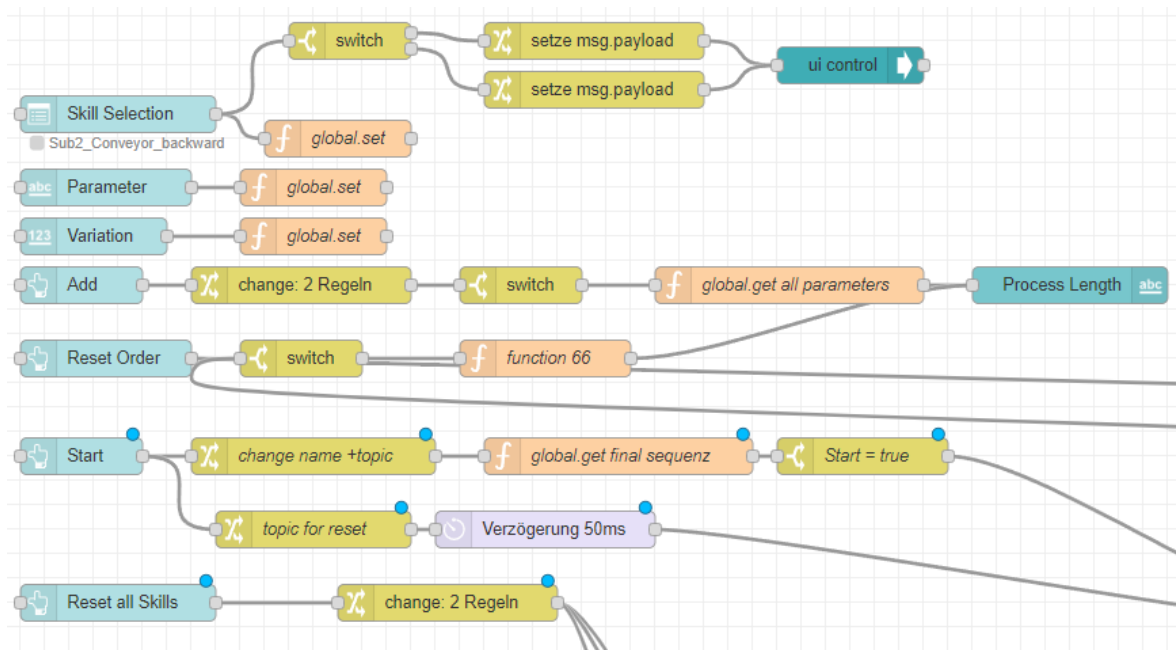 switch
setze msg.payload
setze msg.payload
ui control
Skill Selection
Sub2_Conveyor_backward
global.set
abc
Parameter
global.set
123
Variation
global.set
Add
change: 2 Regeln
switch
global.get all parameters
Process Length
abc
Reset Order
switch
function 66
Start
change name +topic
global.get final sequenz
Start = true
topic for reset
Verzögerung 50ms
Reset all Skills
change: 2 Regeln